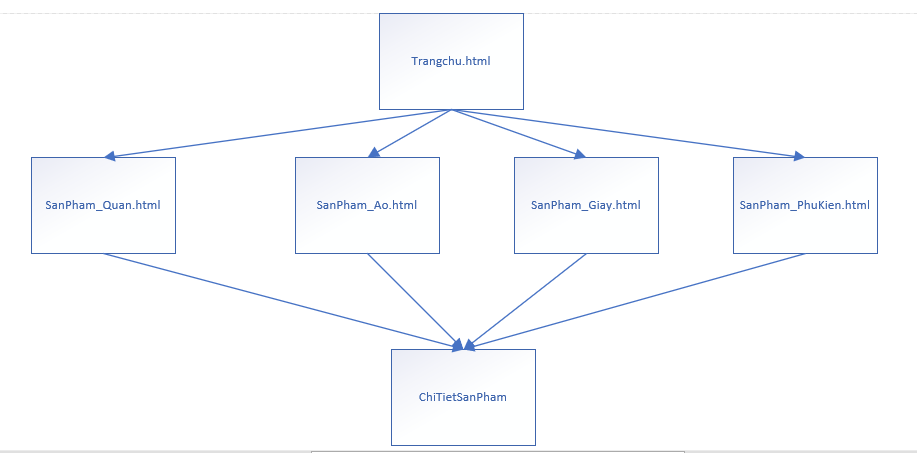 Trangchu.html
SanPham_Quan.html
SanPham_Ao.html
SanPham_Giay.html
SanPham_PhuKien.html
ChiTietSanPham